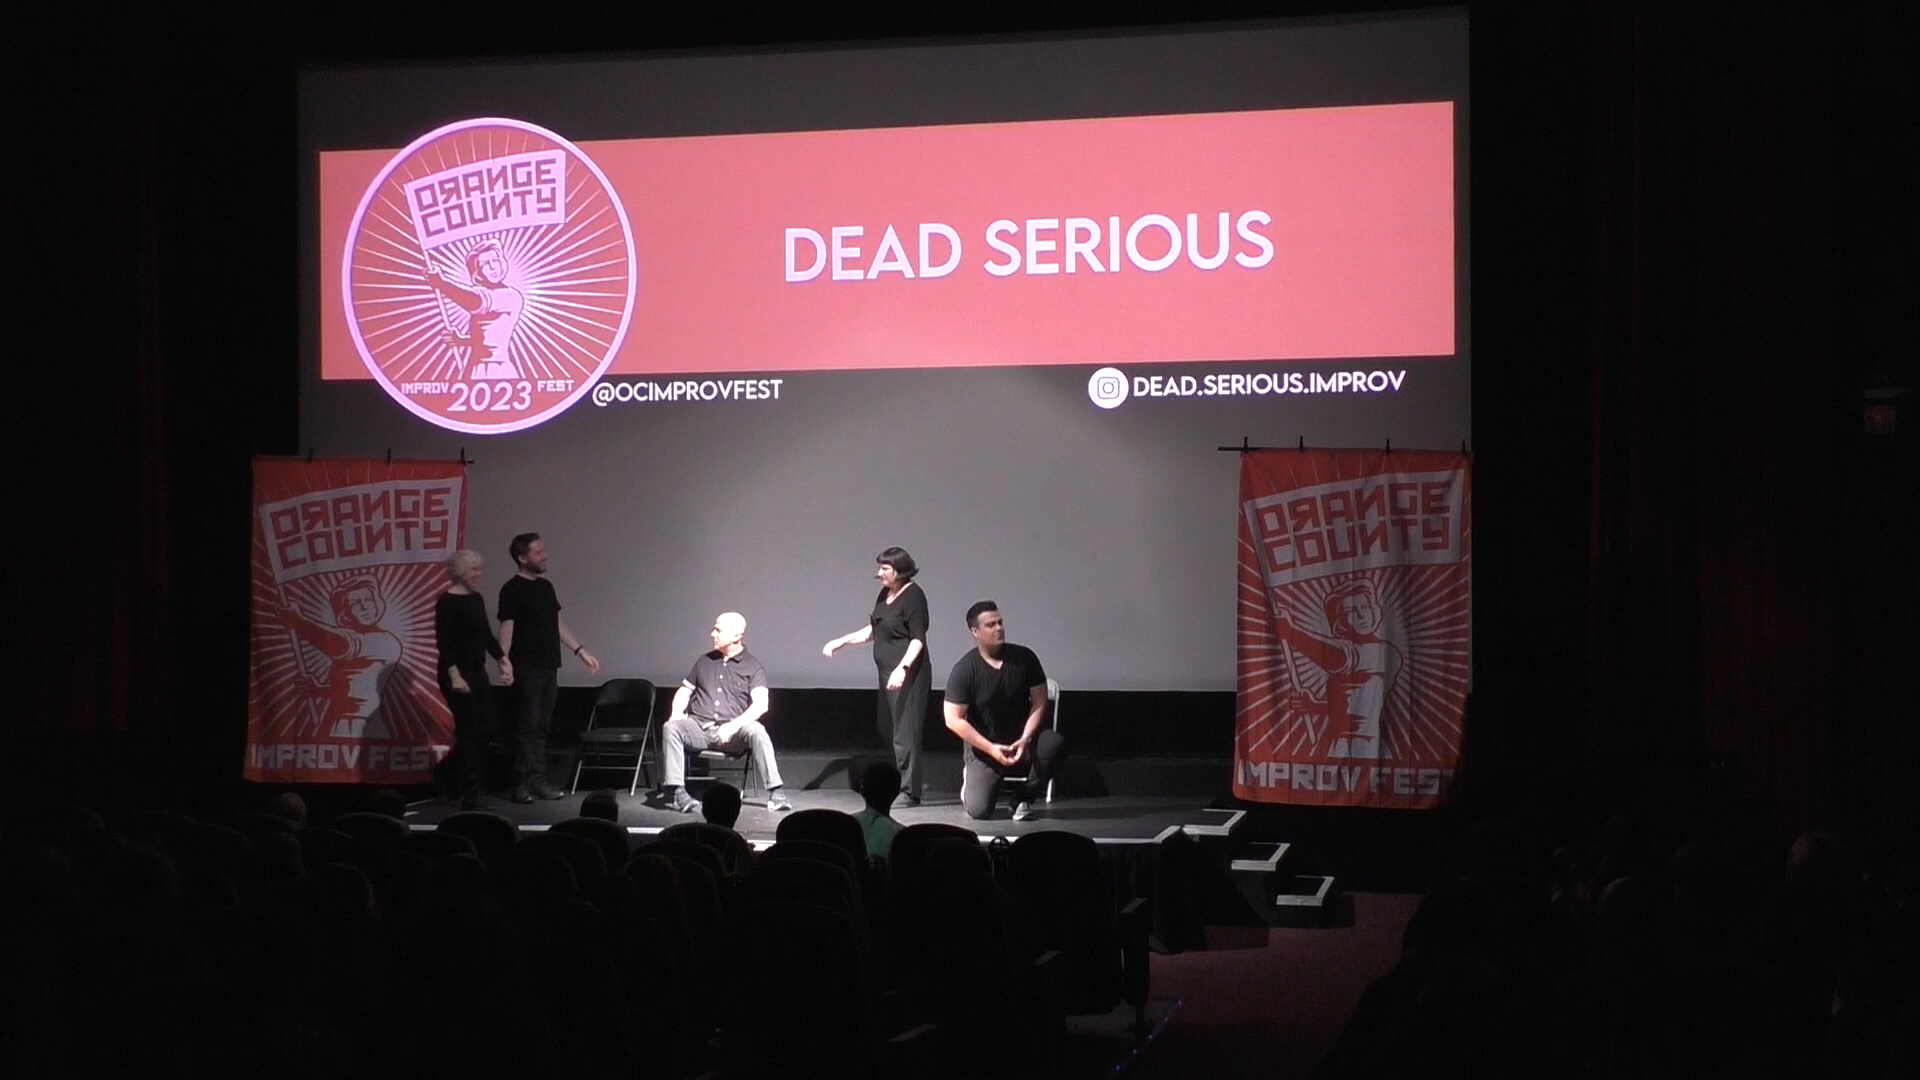 ORANGE
COUNTY
IMPROV 2023 FEST
DEAD SERIOUS
@OCIMPROVFEST
DEAD.SERIOUS.IMPROV
ORANGE
COUNTY
IMPROV FEST
ORANGE
COUNTY
IMPROV FEST